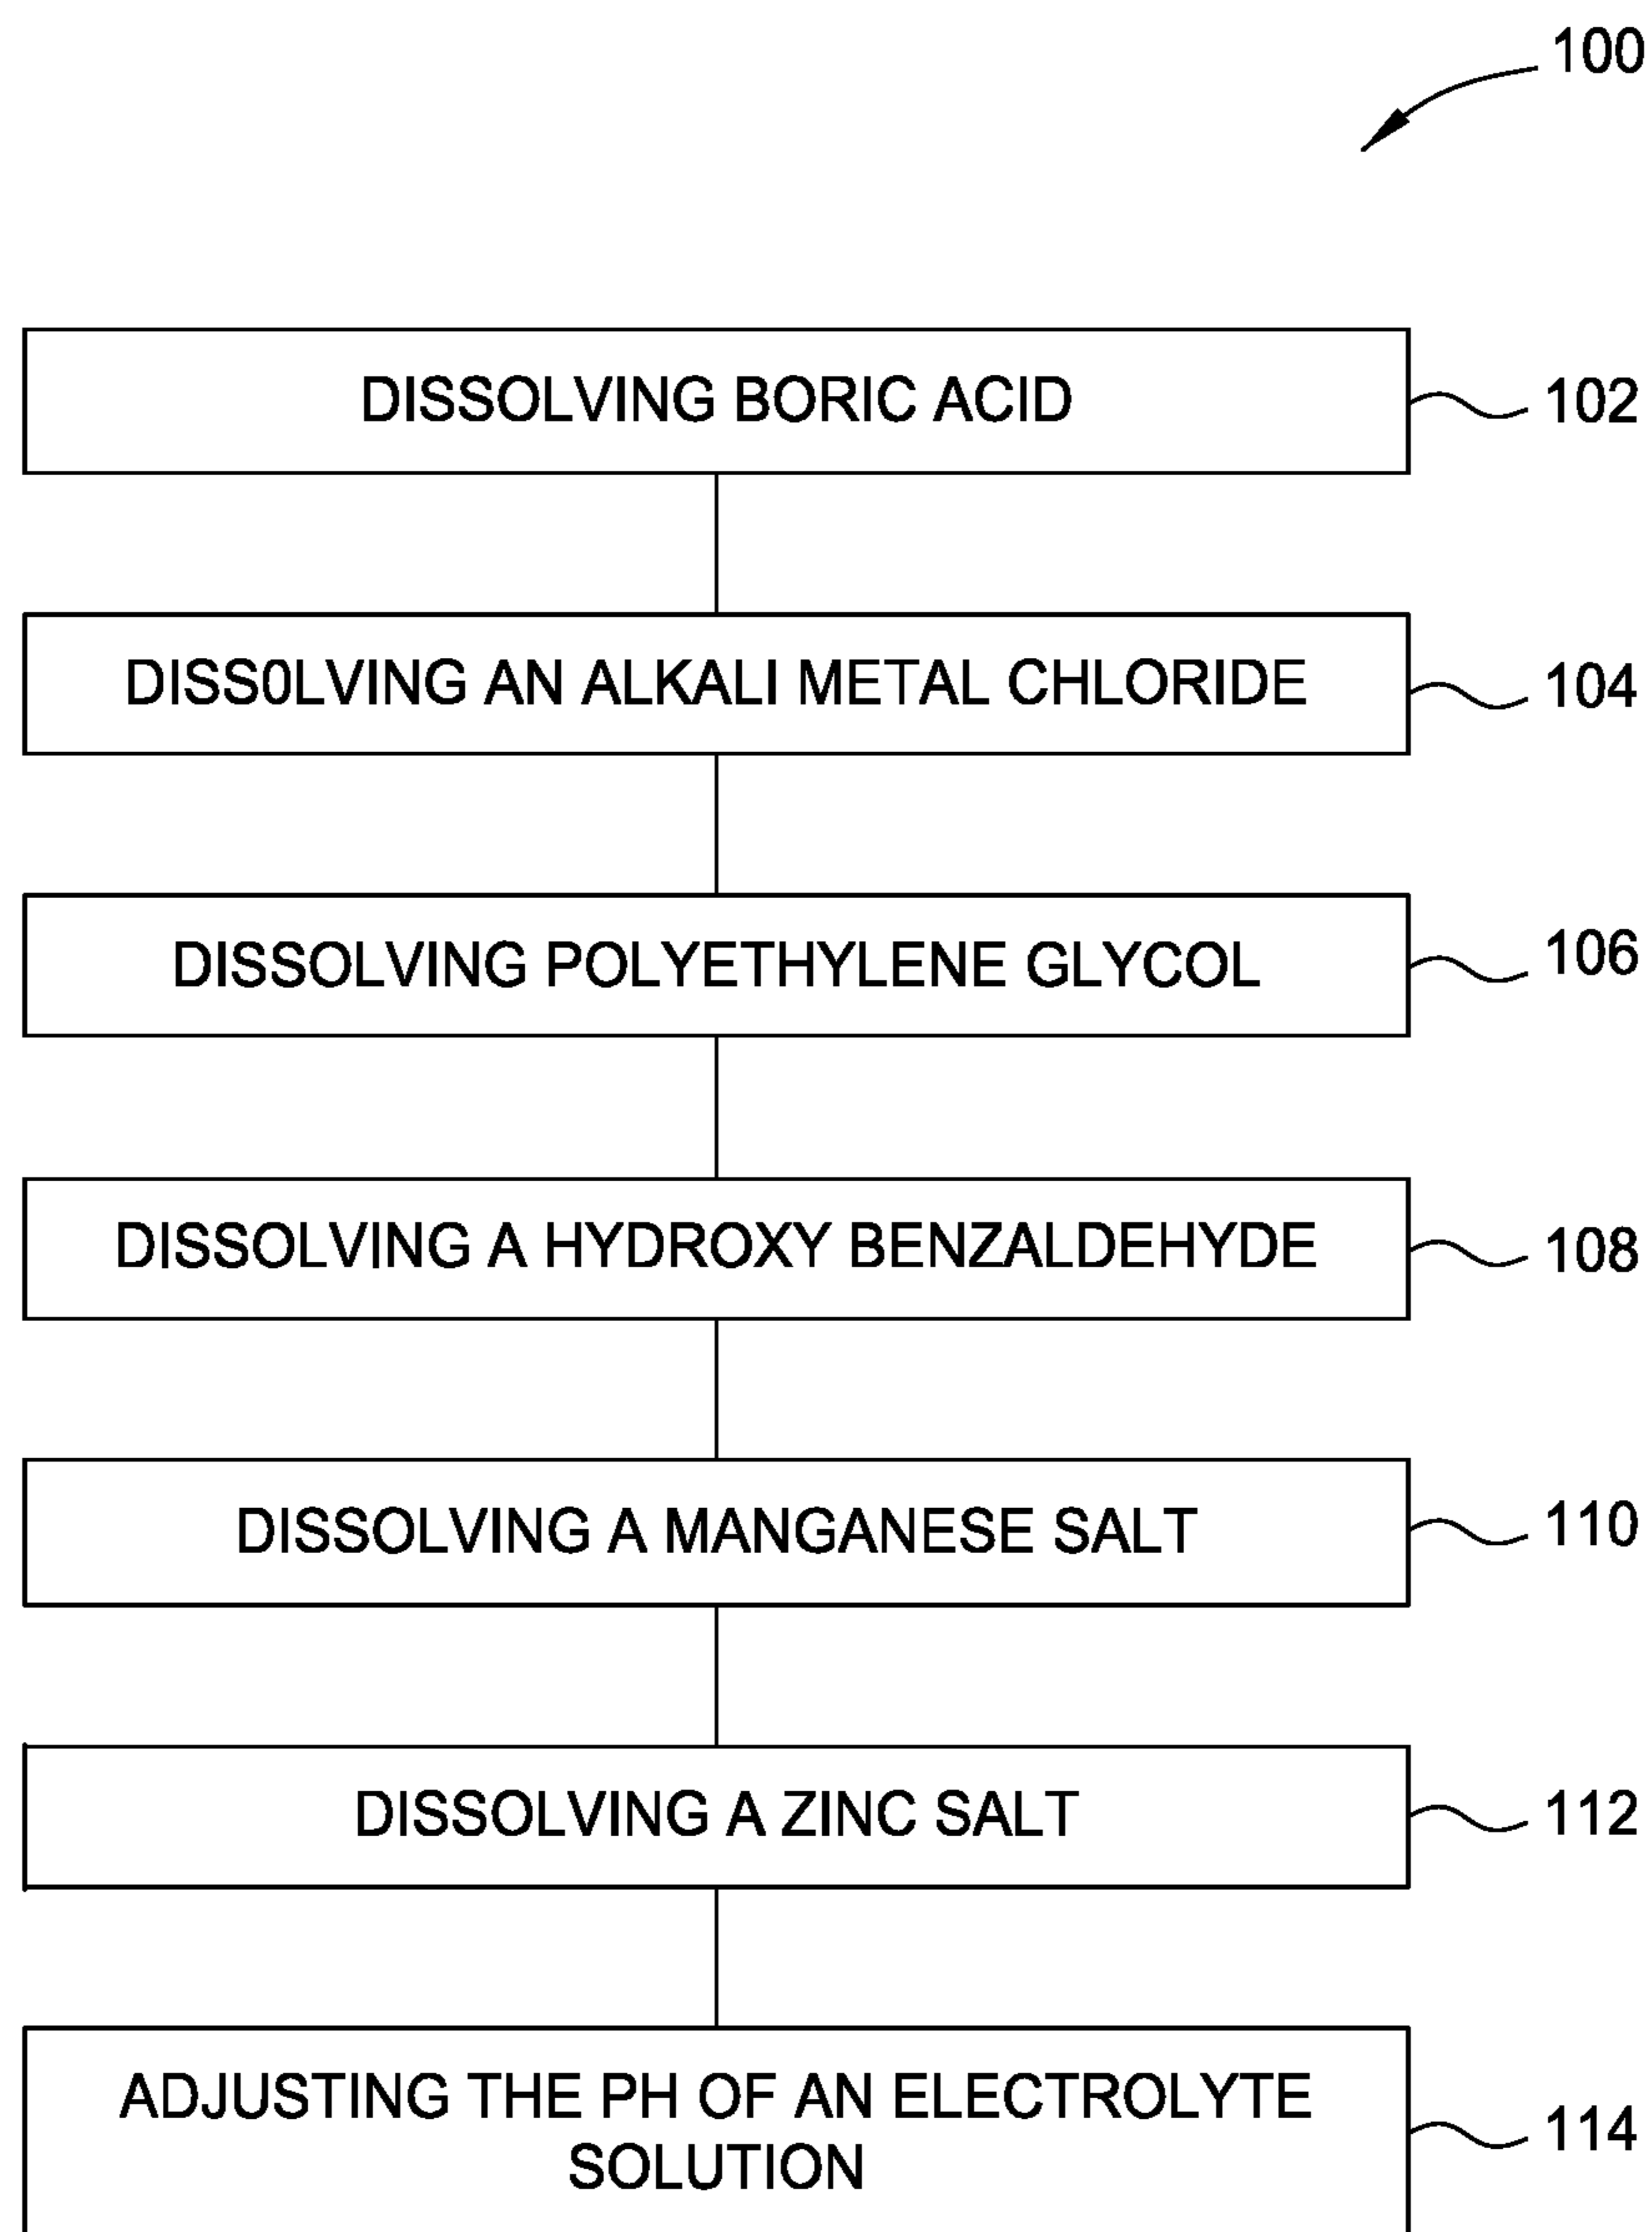 100
DISSOLVING BORIC ACID
102
DISSOLVING AN ALKALI METAL CHLORIDE
104
DISSOLVING POLYETHYLENE GLYCOL
106
DISSOLVING A HYDROXY BENZALDEHYDE
108
DISSOLVING A MANGANESE SALT
110
DISSOLVING A ZINC SALT
112
ADJUSTING THE PH OF AN ELECTROLYTE
SOLUTION
114